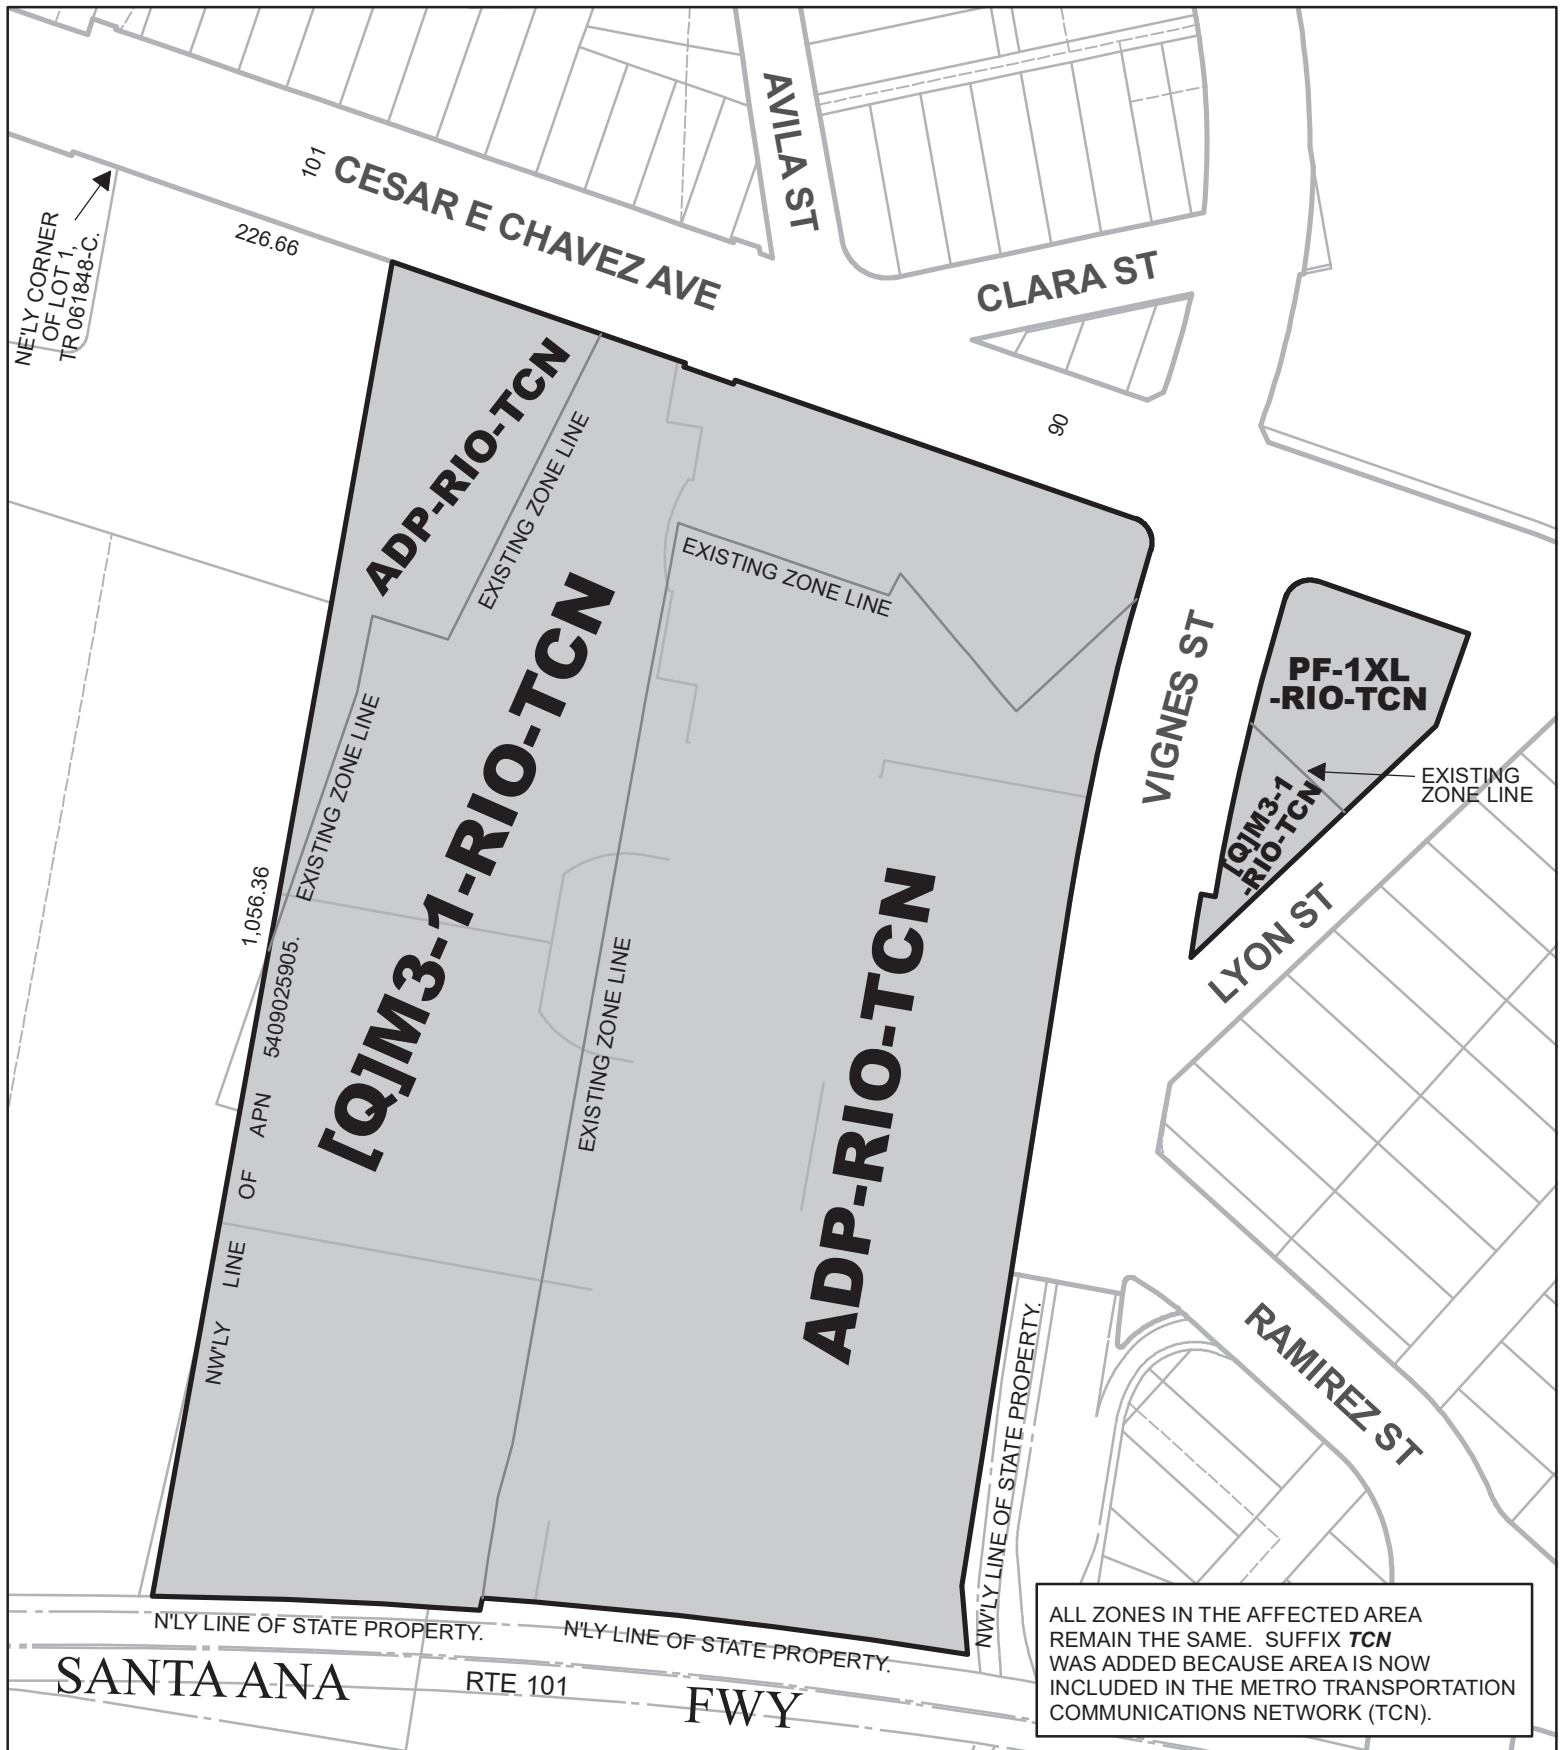 AVILA ST
101
CESAR E CHAVEZ AVE
NE'LY CORNER
OF LOT 1,
TR 061848-C.
226.66
CLARA ST
90
ADP-RIO-TCN
EXISTING ZONE LINE
EXISTING ZONE LINE
[Q]M3-1-RIO-TCN
VIGNES ST
PF-1XL
-RIO-TCN
EXISTING
ZONE LINE
[Q]M3-1
-RIO-TCN
EXISTING ZONE LINE
1,056.36
LYON ST
EXISTING ZONE LINE
ADP-RIO-TCN
NW'LY LINE OF APN 5409025905.
RAMIREZ ST
NW'LY LINE OF STATE PROPERTY.
N'LY LINE OF STATE PROPERTY.
N'LY LINE OF STATE PROPERTY.
SANTA ANA
RTE 101
FWY
ALL ZONES IN THE AFFECTED AREA
REMAIN THE SAME. SUFFIX TCN
WAS ADDED BECAUSE AREA IS NOW
INCLUDED IN THE METRO TRANSPORTATION
COMMUNICATIONS NETWORK (TCN).